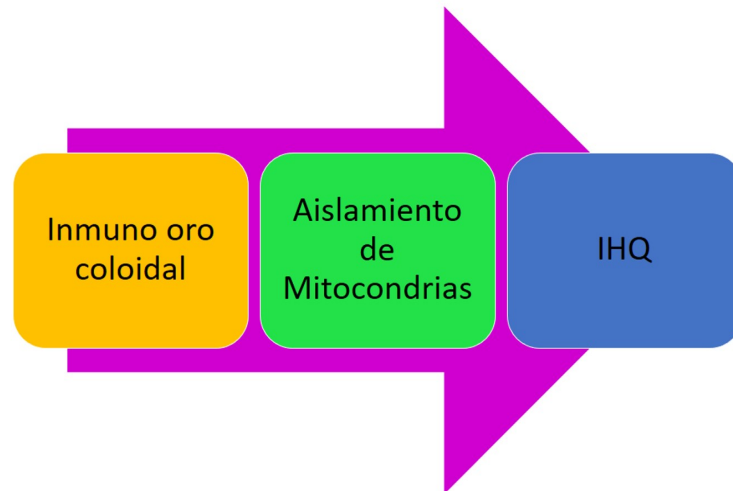 Inmuno oro
coloidal
Aislamiento
de
Mitocondrias
IHQ